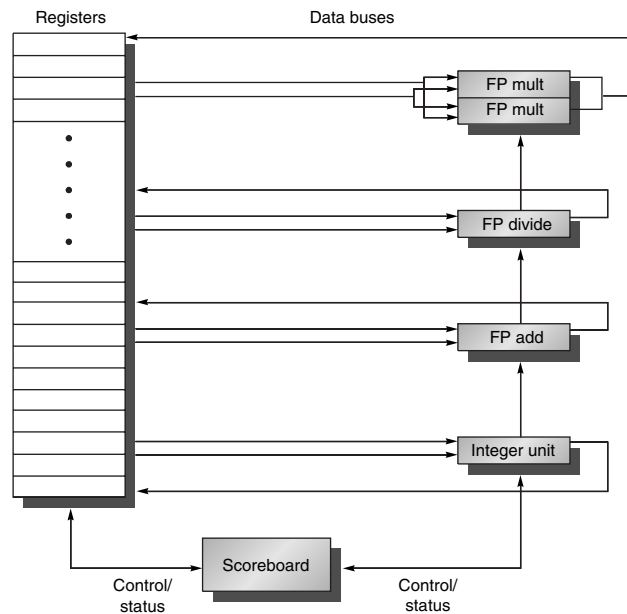 Registers
Data buses
FP mult
FP mult
FP divide
FP add
Integer unit
Scoreboard
Control/
status
Control/
status